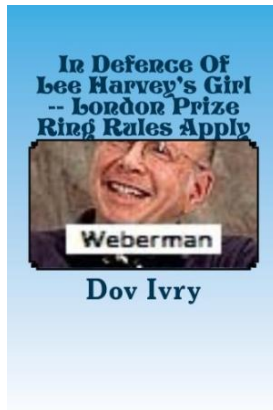 In Defence Of
Lee Harvey's Girl
-- London Prize
Ring Rules Apply
Weberman
Dov Ivry